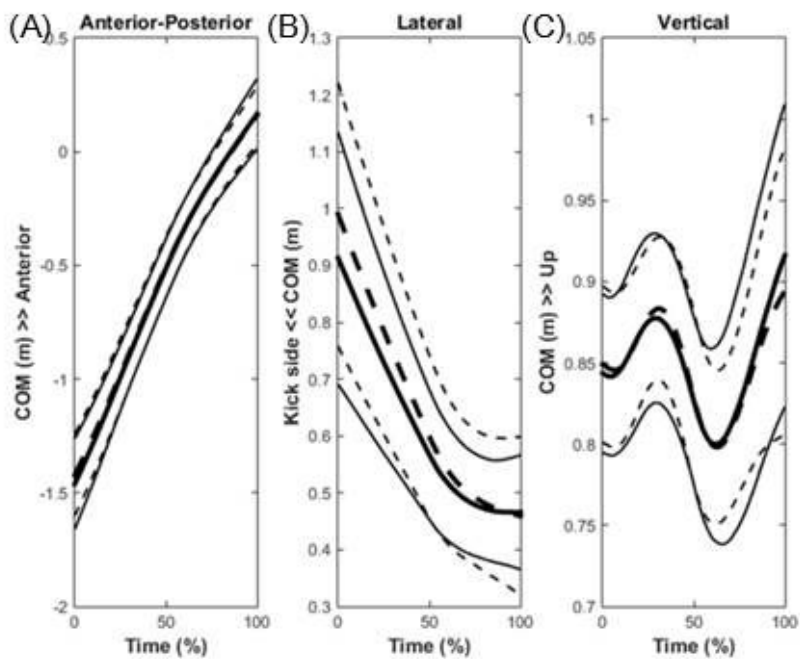 (A) Anterior-Posterior
0.5
0
-0.5
-1
-1.5
-2
COM (m) >> Anterior
0 50 100
Time (%)
(B) Lateral
1.3
1.2
1.1
1
0.9
0.8
0.7
0.6
0.5
0.4
0.3
Kick side << COM (m)
0 50 100
Time (%)
(C) Vertical
1.05
1
0.95
0.9
0.85
0.8
0.75
0.7
COM (m) >> Up
0 50 100
Time (%)